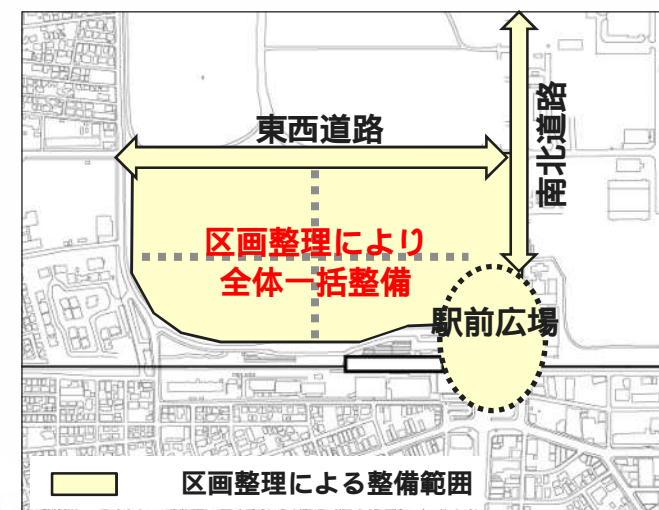 東西道路
南北道路
区画整理により
全体一括整備
駅前広場
区画整理による整備範囲